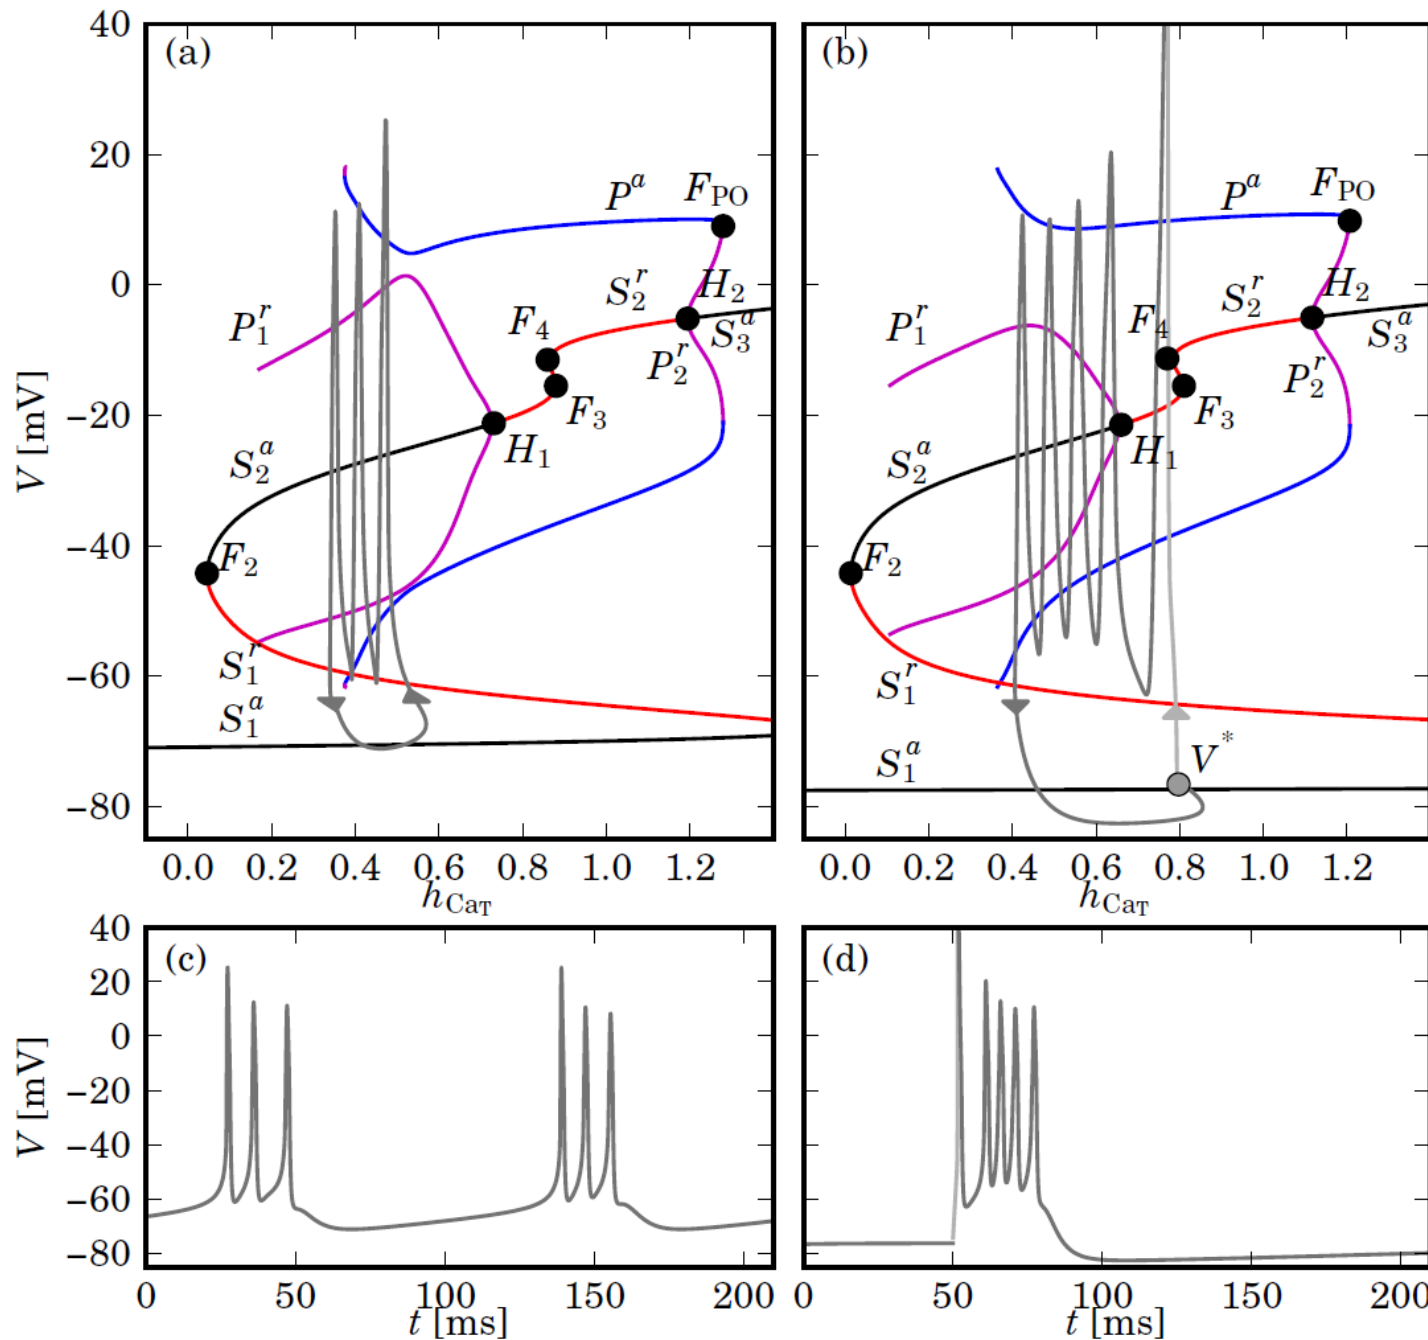 (a)
(b)
40
20
0
−20
−40
−60
−80
V [mV]
P^a
F_PO
P_1^r
S_2^r
H_2
F_4
S_3^a
P_2^r
F_3
S_2^a
H_1
F_2
S_1^r
S_1^a
0.0 0.2 0.4 0.6 0.8 1.0 1.2
h_CaT
P^a
F_PO
P_1^r
S_2^r
H_2
F_4
S_3^a
P_2^r
F_3
S_2^a
H_1
F_2
S_1^r
S_1^a
V^*
0.0 0.2 0.4 0.6 0.8 1.0 1.2
h_CaT
(c)
(d)
40
20
0
−20
−40
−60
−80
V [mV]
0 50 100 150 200
t [ms]
0 50 100 150 200
t [ms]